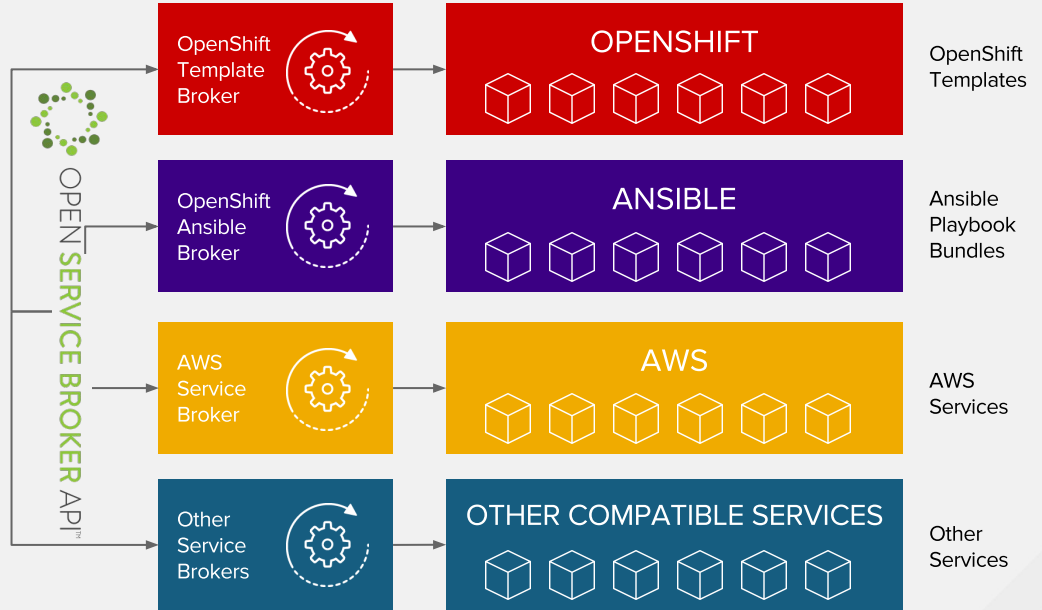 OPEN SERVICE BROKER API™
OpenShift
Template
Broker
OPENSHIFT
OpenShift
Templates
OpenShift
Ansible
Broker
ANSIBLE
Ansible
Playbook
Bundles
AWS
Service
Broker
AWS
AWS
Services
Other
Service
Brokers
OTHER COMPATIBLE SERVICES
Other
Services